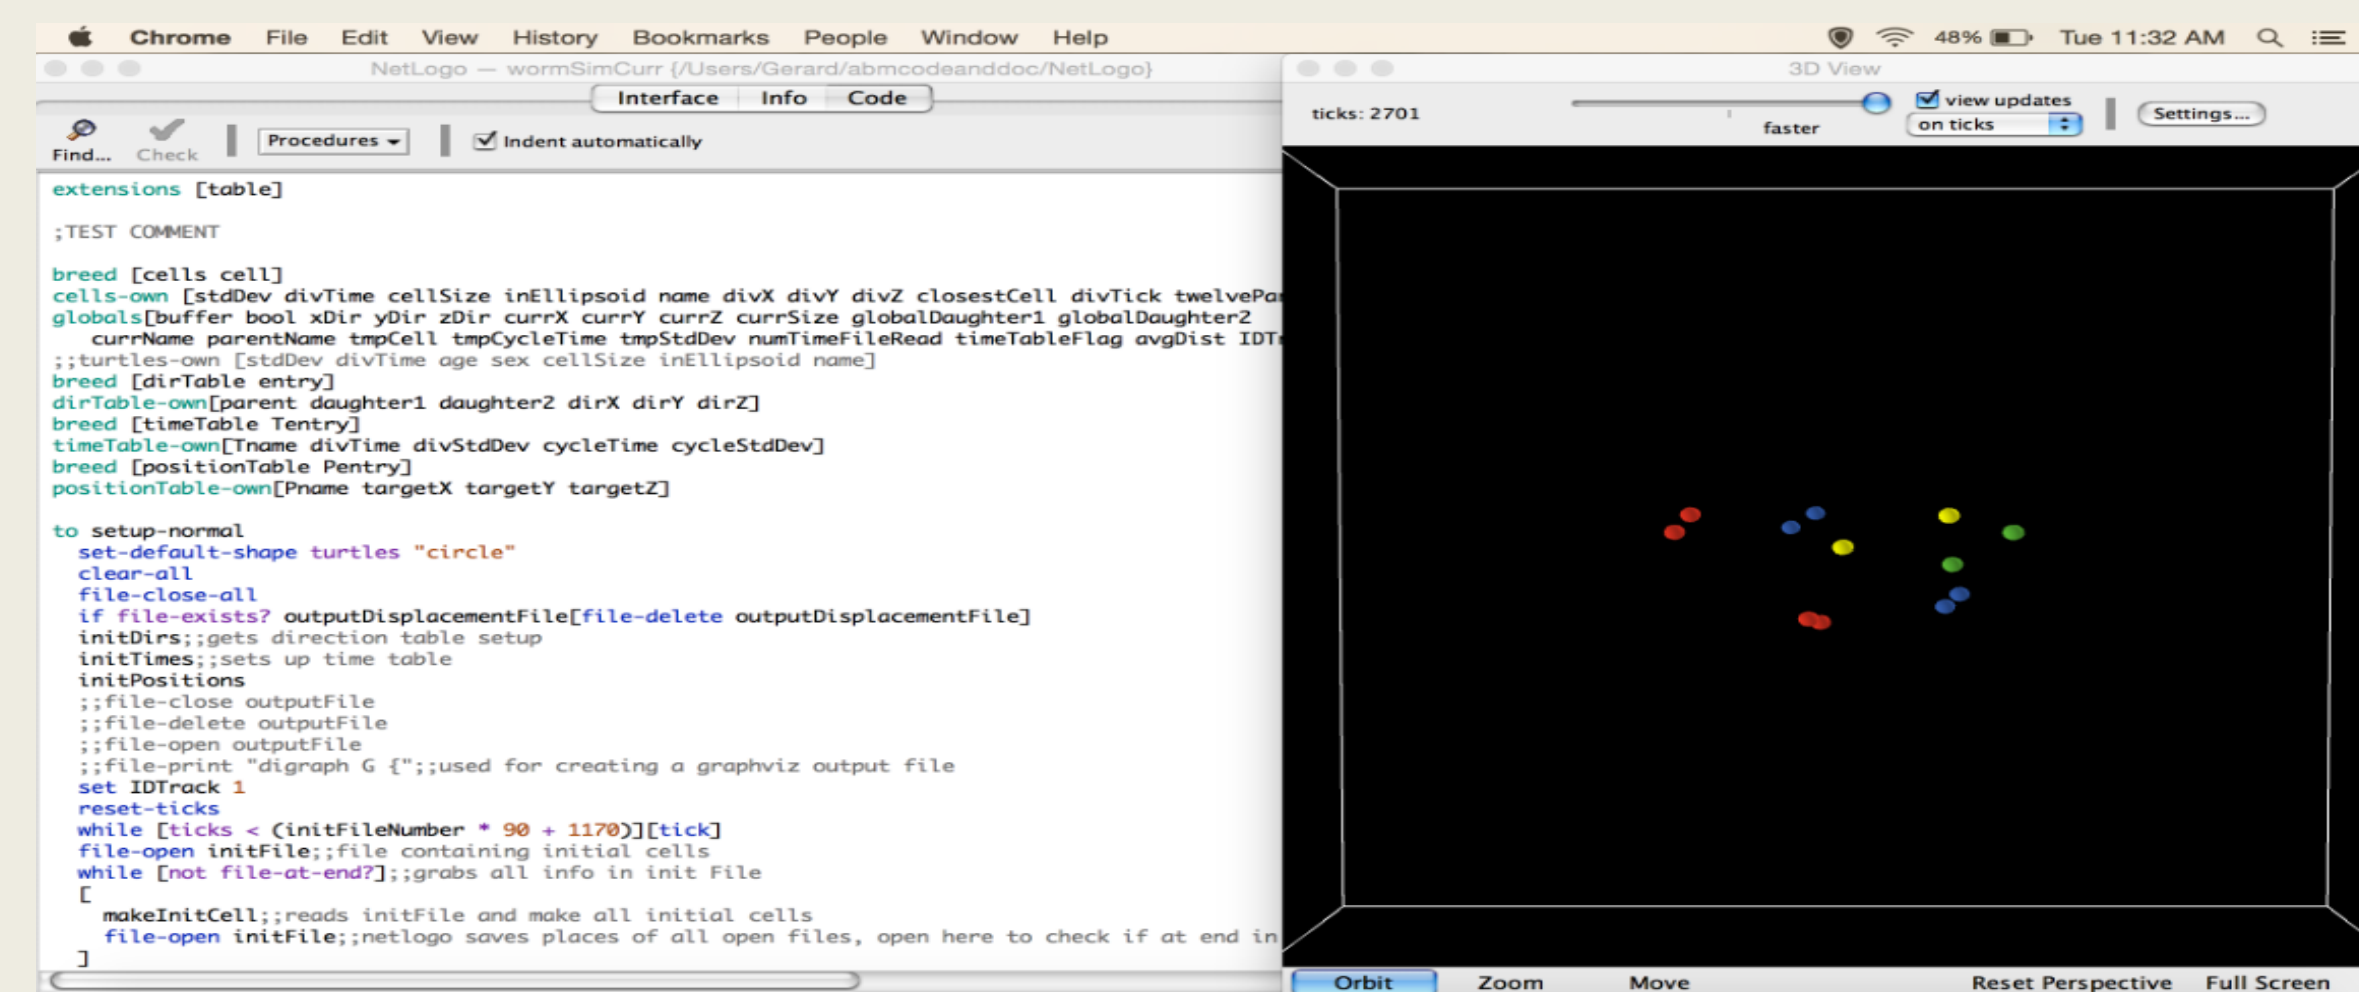 Chrome File Edit View History Bookmarks People Window Help 48% Tue 11:32 AM
NetLogo — wormSimCurr {/Users/Gerard/abmcodeanddoc/NetLogo}
Interface Info Code
Find... Check Procedures Indent automatically
extensions [table]
;TEST COMMENT
breed [cells cell]
cells-own [stdDev divTime cellSize inEllipsoid name divX divY divZ closestCell divTick
globals[buffer bool xDir yDir zDir currX currY currZ currSize globalDaughter1 globalDaughter2
currName parentName tmpCell tmpCycleTime tmpStdDev numTimeFileRead timeTableFlag avgDist
;;turtles-own [stdDev divTime age sex cellSize inEllipsoid name]
breed [dirTable entry]
dirTable-own[parent daughter1 daughter2 dirX dirY dirZ]
breed [timeTable Tentry]
timeTable-own[Tname divTime divStdDev cycleTime cycleStdDev]
breed [positionTable Pentry]
positionTable-own[Pname targetX targetY targetZ]
to setup-normal
set-default-shape turtles "circle"
clear-all
file-close-all
if file-exists? outputDisplacementFile[file-delete outputDisplacementFile]
initDirs;;gets direction table setup
initTimes;;sets up time table
initPositions
;;file-close outputFile
;;file-delete outputFile
;;file-open outputFile
;;file-print "digraph G {";;used for creating a graphviz output file
set IDTrack 1
reset-ticks
while [ticks < (initFileNumber * 90 + 1170)][tick]
file-open initFile;;file containing initial cells
while [not file-at-end?];;grabs all info in init File
[
makeInitCell;;reads initFile and make all initial cells
file-open initFile;;netlogo saves places of all open files, open here to check if at end in
]
3D View
ticks: 2701
faster
view updates
on ticks
Settings...
Orbit Zoom Move Reset Perspective Full Screen